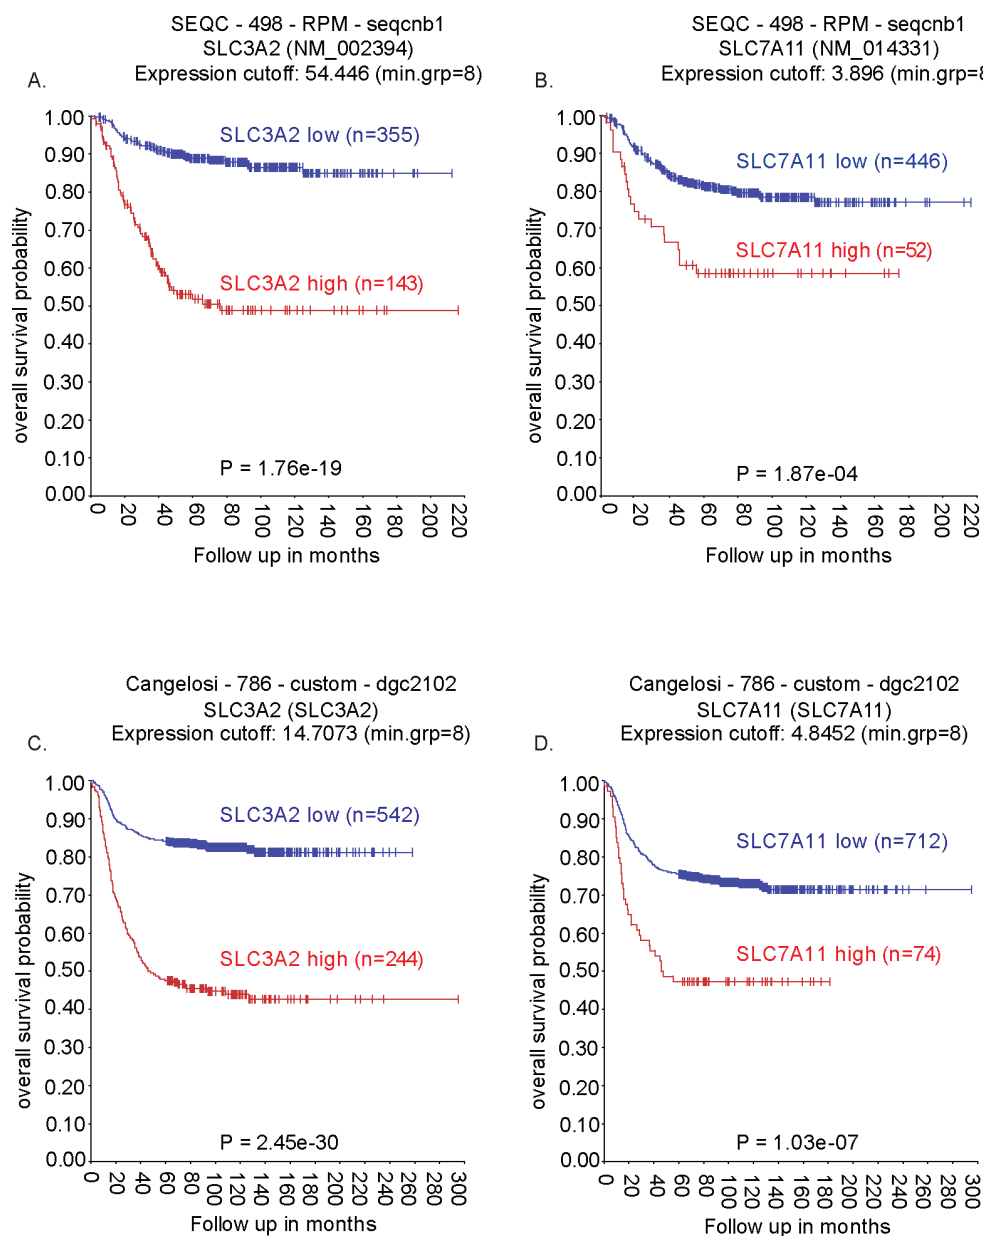 SEQC - 498 - RPM - seqcnb1
SLC3A2 (NM_002394)
Expression cutoff: 54.446 (min.grp=8)
A.
1.00
0.90
0.80
0.70
0.60
0.50
0.40
0.30
0.20
0.10
0.00
overall survival probability
SLC3A2 low (n=355)
SLC3A2 high (n=143)
P = 1.76e-19
0 20 40 60 80 100 120 140 160 180 200 220
Follow up in months
SEQC - 498 - RPM - seqcnb1
SLC7A11 (NM_014331)
Expression cutoff: 3.896 (min.grp=8
B.
1.00
0.90
0.80
0.70
0.60
0.50
0.40
0.30
0.20
0.10
0.00
overall survival probability
SLC7A11 low (n=446)
SLC7A11 high (n=52)
P = 1.87e-04
0 20 40 60 80 100 120 140 160 180 200 220
Follow up in months
Cangelosi - 786 - custom - dgc2102
SLC3A2 (SLC3A2)
Expression cutoff: 14.7073 (min.grp=8)
C.
1.00
0.90
0.80
0.70
0.60
0.50
0.40
0.30
0.20
0.10
0.00
overall survival probability
SLC3A2 low (n=542)
SLC3A2 high (n=244)
P = 2.45e-30
0 20 40 60 80 100 120 140 160 180 200 220 240 260 280 300
Follow up in months
Cangelosi - 786 - custom - dgc2102
SLC7A11 (SLC7A11)
Expression cutoff: 4.8452 (min.grp=8)
D.
1.00
0.90
0.80
0.70
0.60
0.50
0.40
0.30
0.20
0.10
0.00
overall survival probability
SLC7A11 low (n=712)
SLC7A11 high (n=74)
P = 1.03e-07
0 20 40 60 80 100 120 140 160 180 200 220 240 260 280 300
Follow up in months